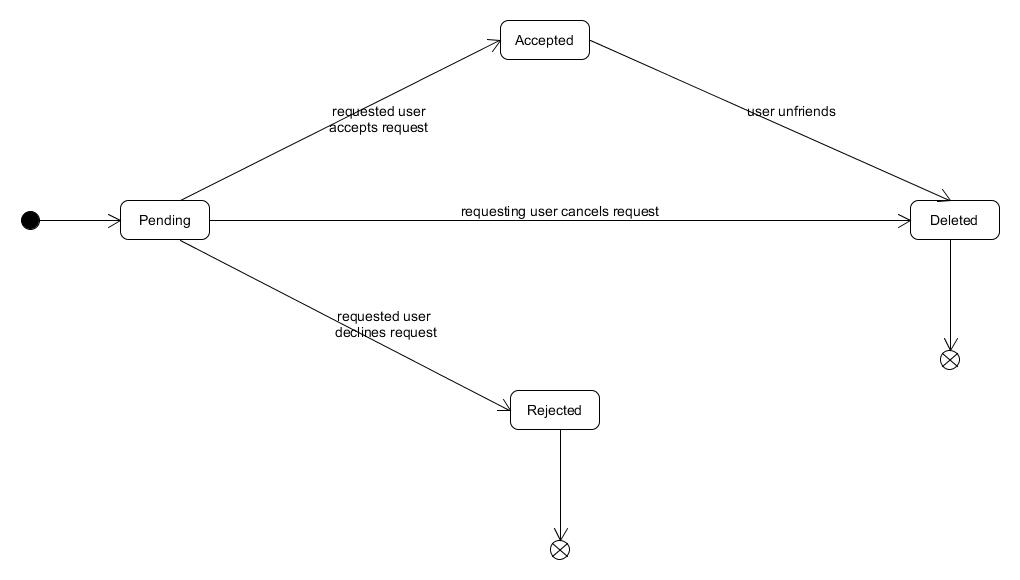 Accepted
requested user
accepts request
user unfriends
Pending
requesting user cancels request
Deleted
requested user
declines request
Rejected